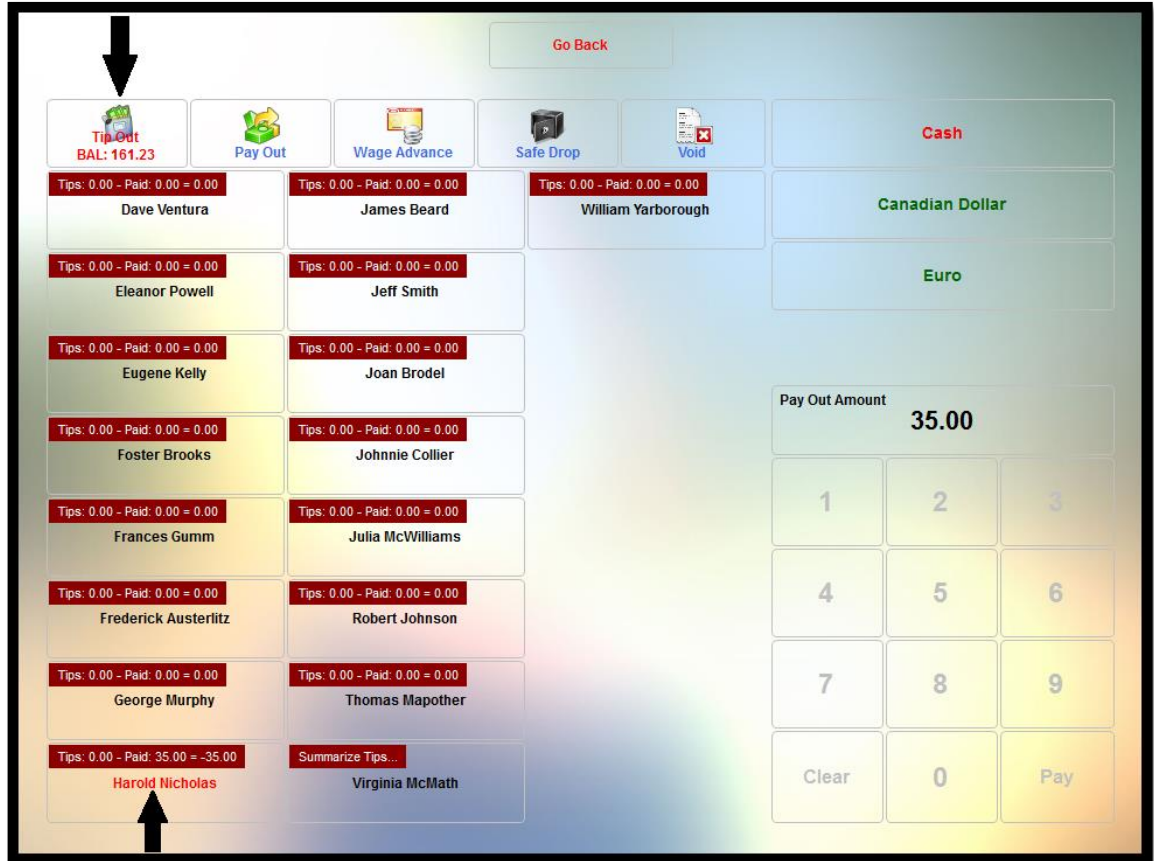 Go Back
Tip Out
BAL: 161.23
Pay Out
Wage Advance
Safe Drop
Void
Cash
Tips: 0.00 - Paid: 0.00 = 0.00
Dave Ventura
Tips: 0.00 - Paid: 0.00 = 0.00
James Beard
Tips: 0.00 - Paid: 0.00 = 0.00
William Yarborough
Canadian Dollar
Tips: 0.00 - Paid: 0.00 = 0.00
Eleanor Powell
Tips: 0.00 - Paid: 0.00 = 0.00
Jeff Smith
Euro
Tips: 0.00 - Paid: 0.00 = 0.00
Eugene Kelly
Tips: 0.00 - Paid: 0.00 = 0.00
Joan Brodel
Pay Out Amount
35.00
Tips: 0.00 - Paid: 0.00 = 0.00
Foster Brooks
Tips: 0.00 - Paid: 0.00 = 0.00
Johnnie Collier
Tips: 0.00 - Paid: 0.00 = 0.00
Frances Gumm
Tips: 0.00 - Paid: 0.00 = 0.00
Julia McWilliams
1 2 3
Tips: 0.00 - Paid: 0.00 = 0.00
Frederick Austerlitz
Tips: 0.00 - Paid: 0.00 = 0.00
Robert Johnson
4 5 6
Tips: 0.00 - Paid: 0.00 = 0.00
George Murphy
Tips: 0.00 - Paid: 0.00 = 0.00
Thomas Mapother
7 8 9
Tips: 0.00 - Paid: 35.00 = -35.00
Harold Nicholas
Summarize Tips...
Virginia McMath
Clear 0 Pay